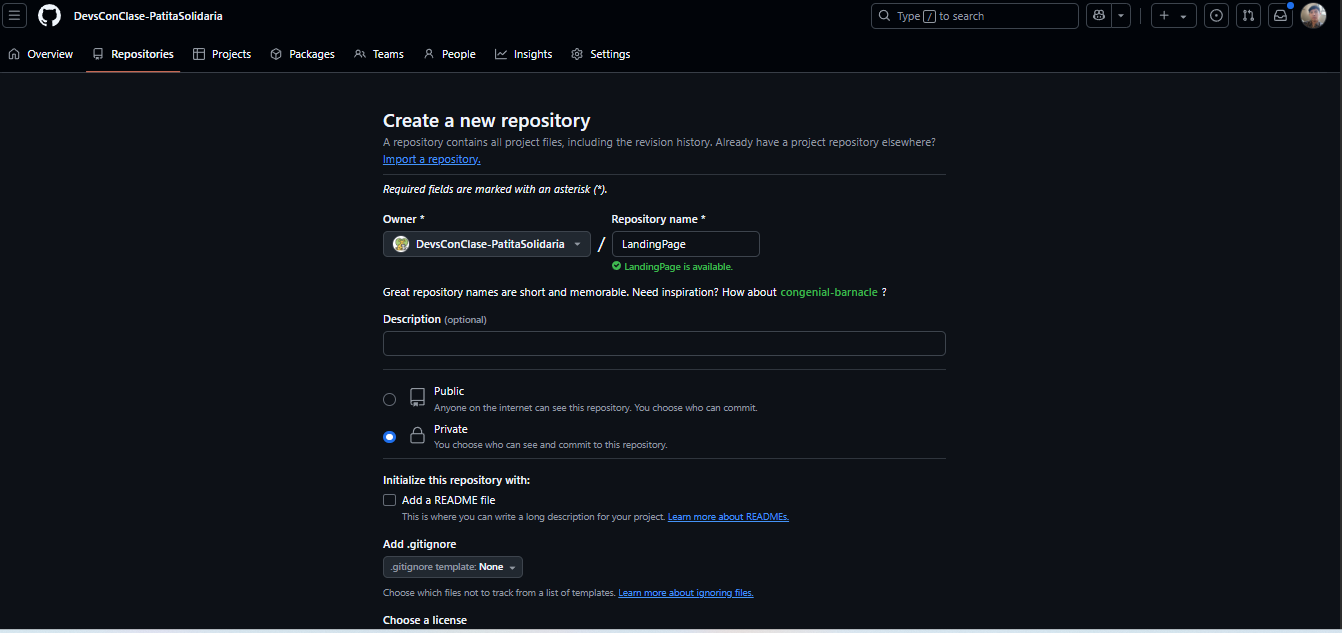 DevsConClase-PatitaSolidaria
Type / to search
Overview Repositories Projects Packages Teams People Insights Settings
Create a new repository
A repository contains all project files, including the revision history. Already have a project repository elsewhere?
Import a repository.
Required fields are marked with an asterisk (*).
Owner * Repository name *
DevsConClase-PatitaSolidaria / LandingPage
LandingPage is available.
Great repository names are short and memorable. Need inspiration? How about congenial-barnacle ?
Description (optional)
Public
Anyone on the internet can see this repository. You choose who can commit.
Private
You choose who can see and commit to this repository.
Initialize this repository with:
Add a README file
This is where you can write a long description for your project. Learn more about READMEs.
Add .gitignore
.gitignore template: None
Choose which files not to track from a list of templates. Learn more about ignoring files.
Choose a license